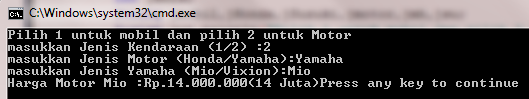 C:\Windows\system32\cmd.exe
Pilih 1 untuk mobil dan pilih 2 untuk Motor
masukkan Jenis Kendaraan (1/2) :2
masukkan Jenis Motor (Honda/Yamaha):Yamaha
masukkan Jenis Yamaha (Mio/Vixion):Mio
Harga Motor Mio :Rp.14.000.000(14 Juta)Press any key to continue